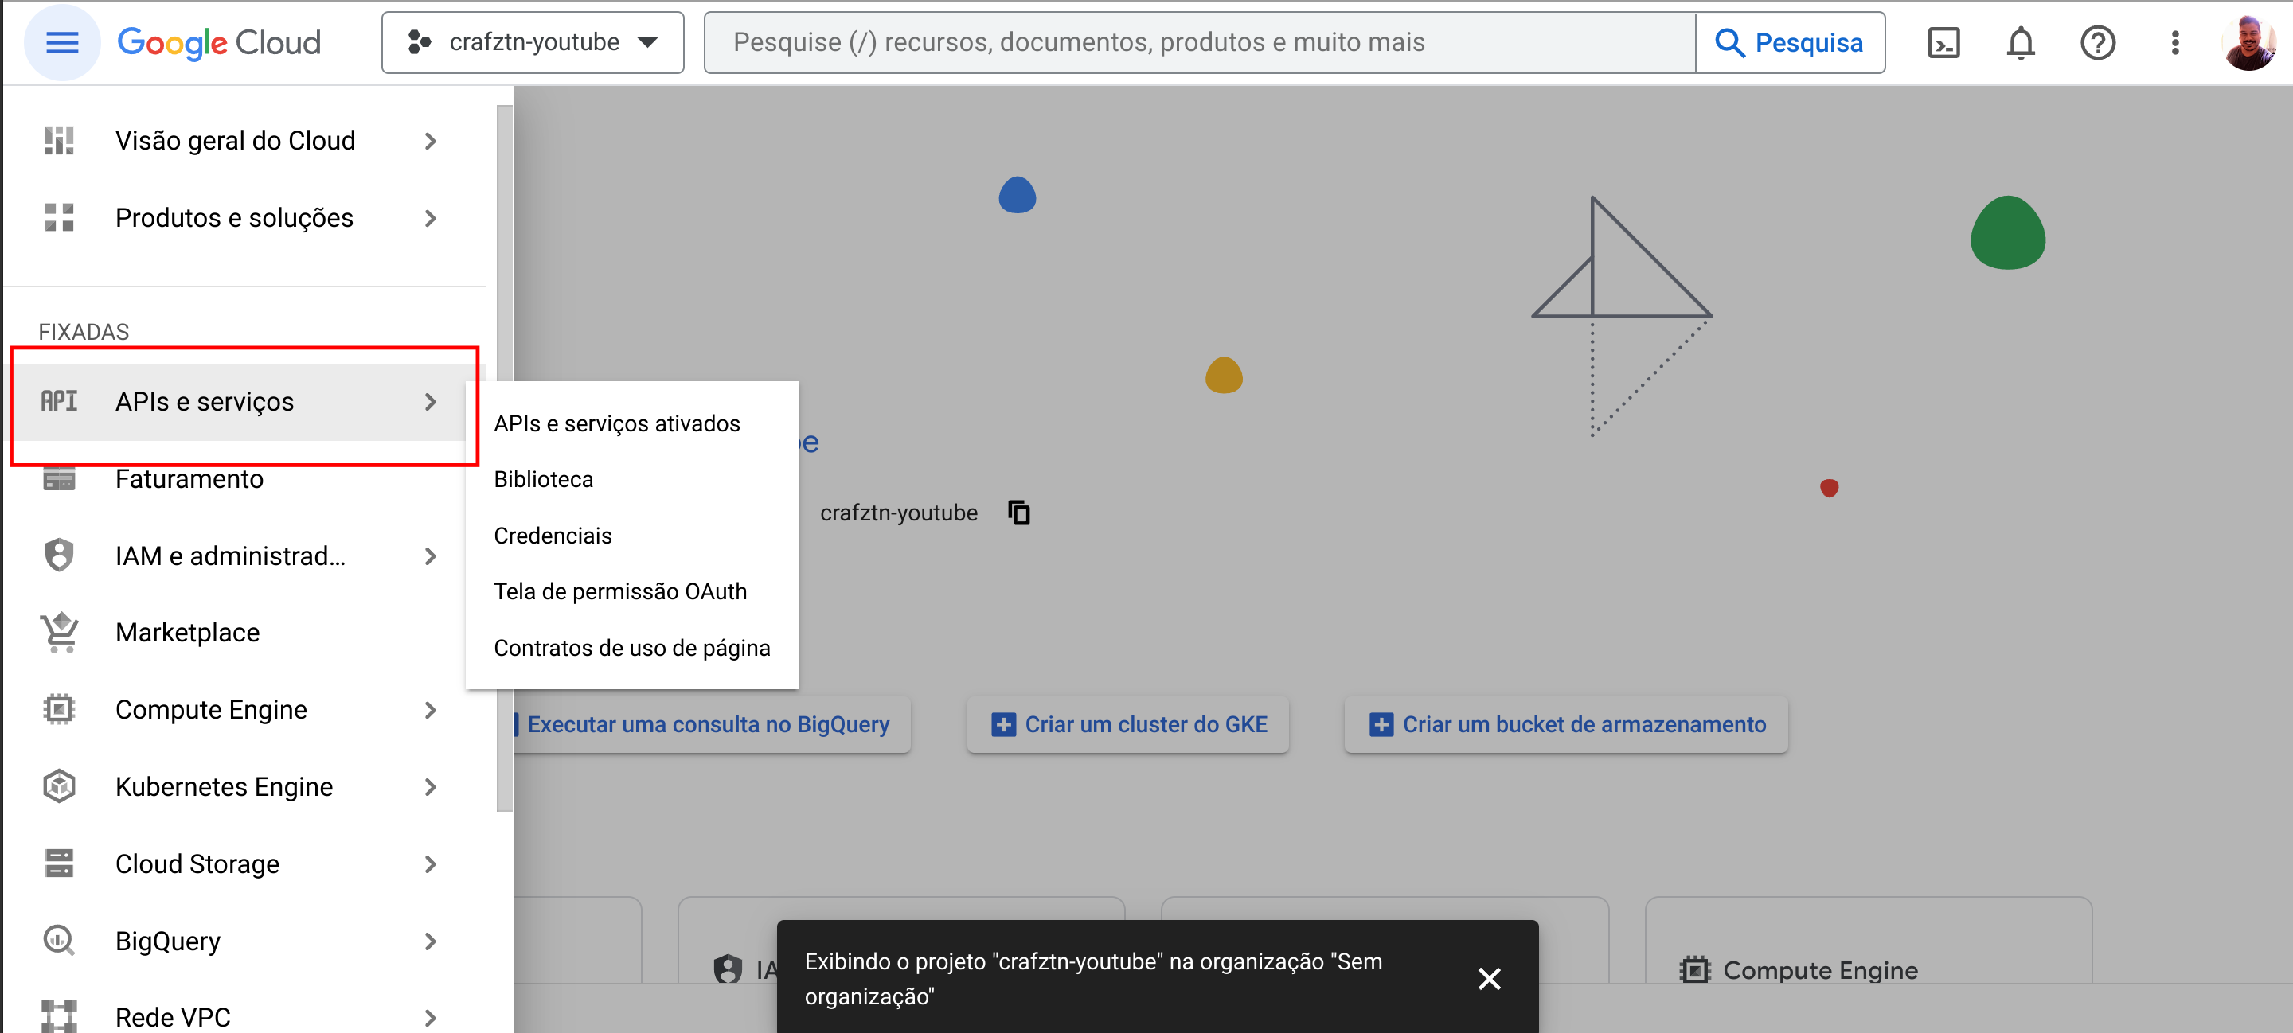 Google Cloud
crafztn-youtube
Pesquise (/) recursos, documentos, produtos e muito mais
Pesquisa
Visão geral do Cloud
Produtos e soluções
FIXADAS
API APIs e serviços
Faturamento
IAM e administrad...
Marketplace
Compute Engine
Kubernetes Engine
Cloud Storage
BigQuery
Rede VPC
APIs e serviços ativados
Biblioteca
Credenciais
Tela de permissão OAuth
Contratos de uso de página
crafztn-youtube
Executar uma consulta no BigQuery
Criar um cluster do GKE
Criar um bucket de armazenamento
Compute Engine
Exibindo o projeto "crafztn-youtube" na organização "Sem
organização"